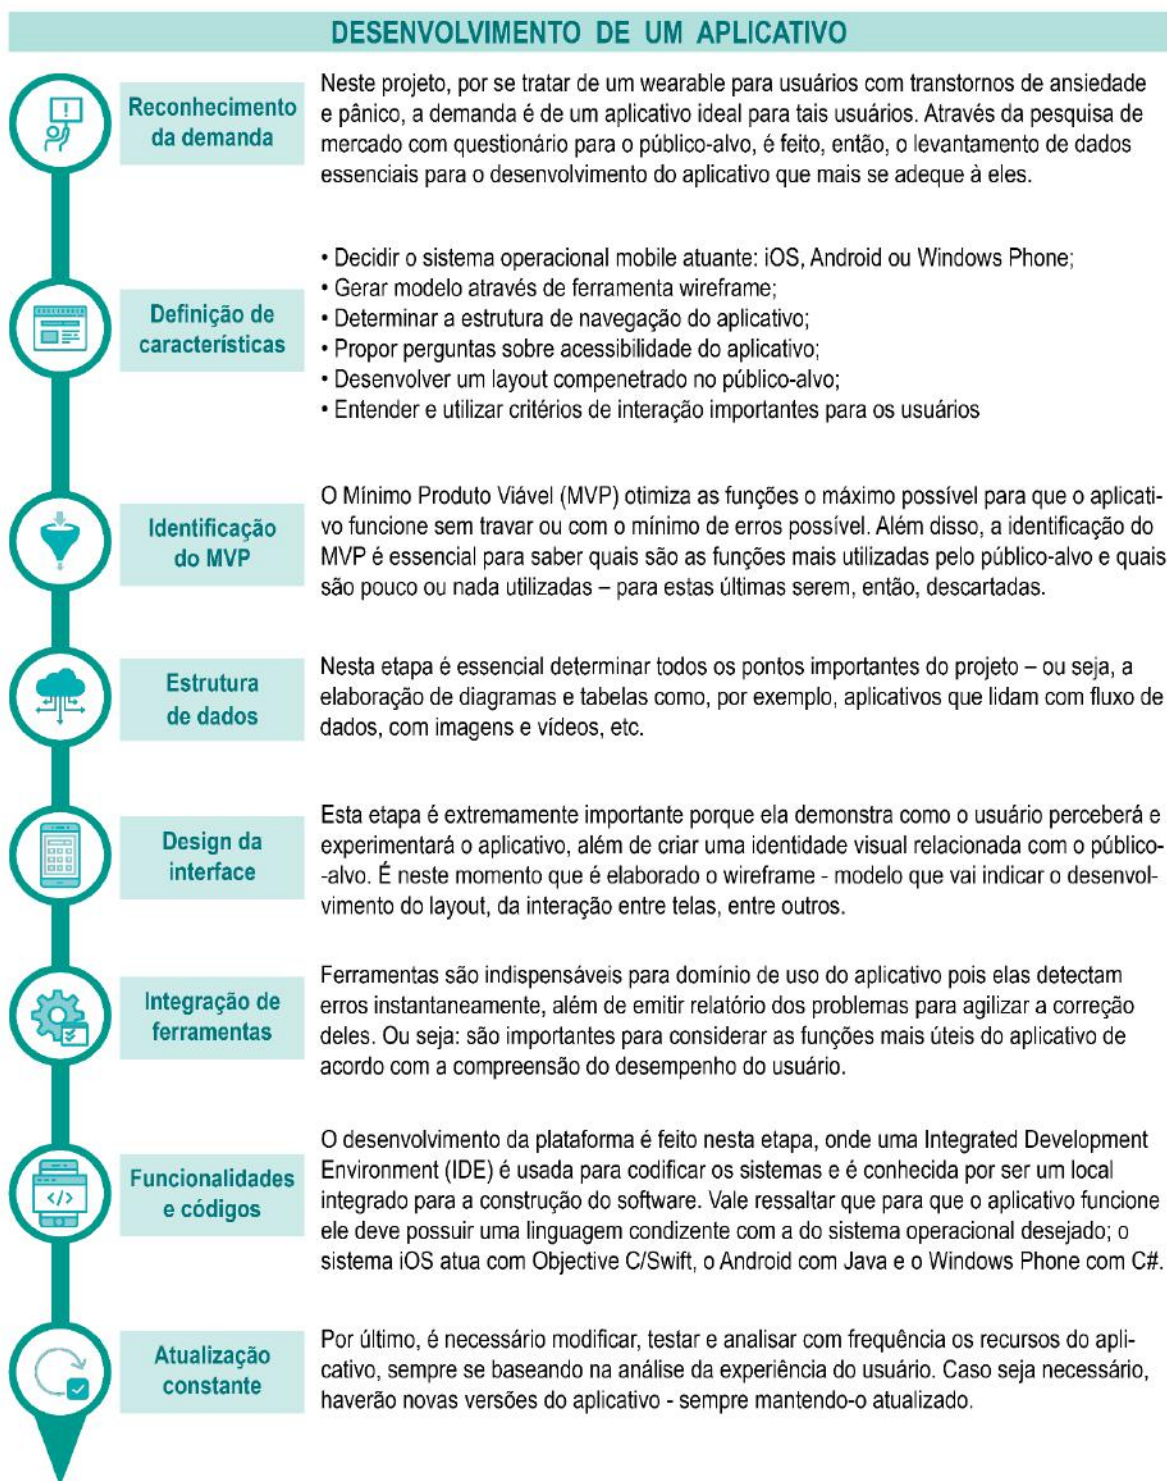 DESENVOLVIMENTO DE UM APLICATIVO
Reconhecimento
da demanda
Neste projeto, por se tratar de um wearable para usuários com transtornos de ansiedade
e pânico, a demanda é de um aplicativo ideal para tais usuários. Através da pesquisa de
mercado com questionário para o público-alvo, é feito, então, o levantamento de dados
essenciais para o desenvolvimento do aplicativo que mais se adeque à eles.
Definição de
características
• Decidir o sistema operacional mobile atuante: iOS, Android ou Windows Phone;
• Gerar modelo através de ferramenta wireframe;
• Determinar a estrutura de navegação do aplicativo;
• Propor perguntas sobre acessibilidade do aplicativo;
• Desenvolver um layout compenetrado no público-alvo;
• Entender e utilizar critérios de interação importantes para os usuários
Identificação
do MVP
O Mínimo Produto Viável (MVP) otimiza as funções o máximo possível para que o aplicati-
vo funcione sem travar ou com o mínimo de erros possível. Além disso, a identificação do
MVP é essencial para saber quais são as funções mais utilizadas pelo público-alvo e quais
são pouco ou nada utilizadas – para estas últimas serem, então, descartadas.
Estrutura
de dados
Nesta etapa é essencial determinar todos os pontos importantes do projeto – ou seja, a
elaboração de diagramas e tabelas como, por exemplo, aplicativos que lidam com fluxo de
dados, com imagens e vídeos, etc.
Design da
interface
Esta etapa é extremamente importante porque ela demonstra como o usuário perceberá e
experimentará o aplicativo, além de criar uma identidade visual relacionada com o público-
-alvo. É neste momento que é elaborado o wireframe - modelo que vai indicar o desenvol-
vimento do layout, da interação entre telas, entre outros.
Integração de
ferramentas
Ferramentas são indispensáveis para domínio de uso do aplicativo pois elas detectam
erros instantaneamente, além de emitir relatório dos problemas para agilizar a correção
deles. Ou seja: são importantes para considerar as funções mais úteis do aplicativo de
acordo com a compreensão do desempenho do usuário.
Funcionalidades
e códigos
O desenvolvimento da plataforma é feito nesta etapa, onde uma Integrated Development
Environment (IDE) é usada para codificar os sistemas e é conhecida por ser um local
integrado para a construção do software. Vale ressaltar que para que o aplicativo funcione
ele deve possuir uma linguagem condizente com a do sistema operacional desejado; o
sistema iOS atua com Objective C/Swift, o Android com Java e o Windows Phone com C#.
Atualização
constante
Por último, é necessário modificar, testar e analisar com frequência os recursos do apli-
cativo, sempre se baseando na análise da experiência do usuário. Caso seja necessário,
haverão novas versões do aplicativo - sempre mantendo-o atualizado.